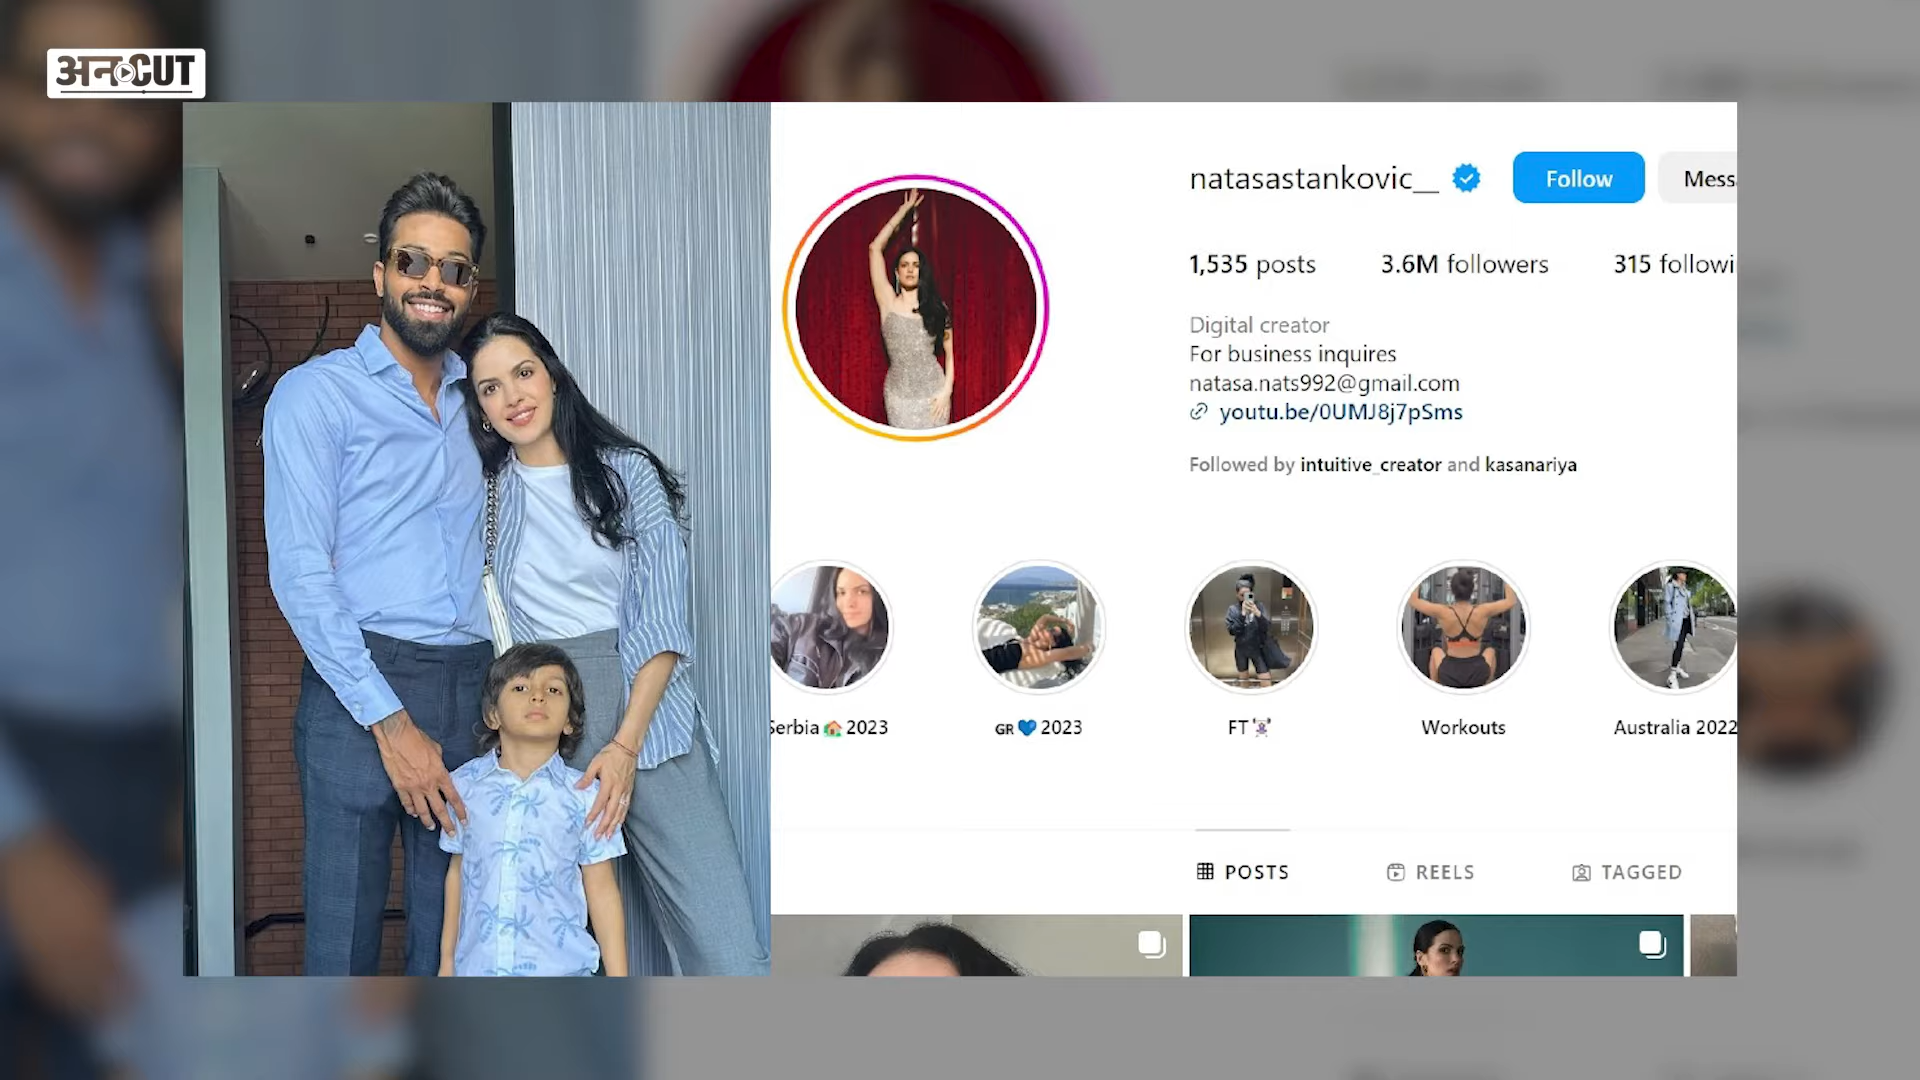 अनCUT
natasastankovic__
Follow
Mess
1,535 posts
3.6M followers
315 followi
Digital creator
For business inquires
natasa.nats992@gmail.com
youtu.be/0UMJ8j7pSms
Followed by intuitive_creator and kasanariya
Serbia 🏠 2023
GR 💙 2023
FT 🏋️
Workouts
Australia 2022
POSTS
REELS
TAGGED